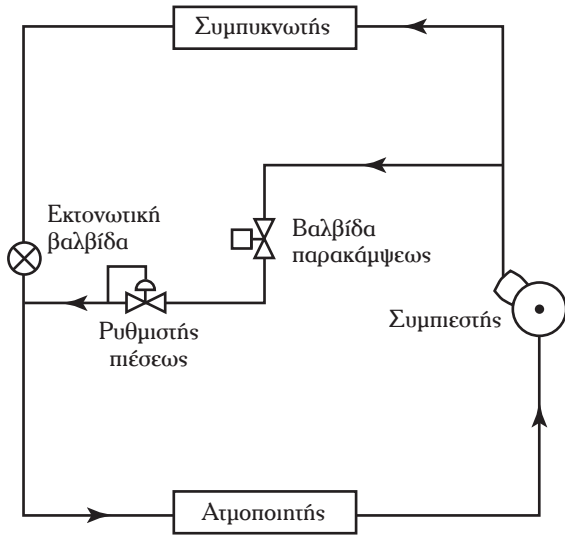 Συμπυκνωτής
Εκτονωτική
βαλβίδα
Βαλβίδα
παρακάμψεως
Ρυθμιστής
πιέσεως
Συμπιεστής
Ατμοποιητής